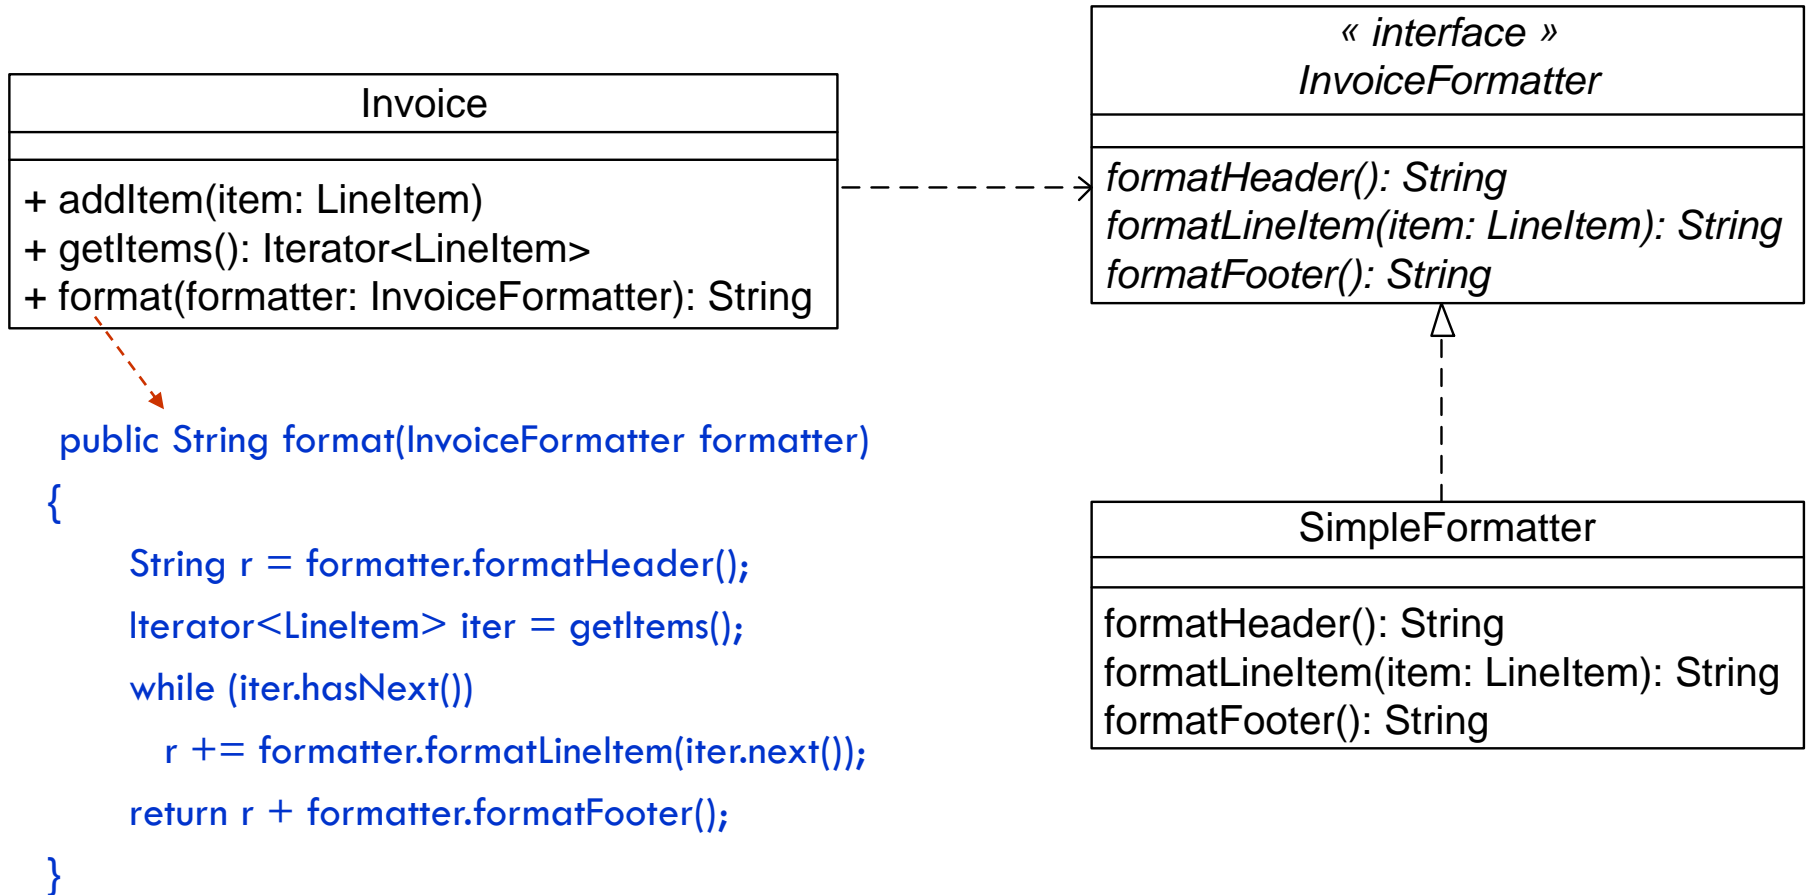 Invoice
+ addItem(item: LineItem)
+ getItems(): Iterator<LineItem>
+ format(formatter: InvoiceFormatter): String
« interface »
InvoiceFormatter
formatHeader(): String
formatLineItem(item: LineItem): String
formatFooter(): String
public String format(InvoiceFormatter formatter)
{
String r = formatter.formatHeader();
Iterator<LineItem> iter = getItems();
while (iter.hasNext())
r += formatter.formatLineItem(iter.next());
return r + formatter.formatFooter();
}
SimpleFormatter
formatHeader(): String
formatLineItem(item: LineItem): String
formatFooter(): String